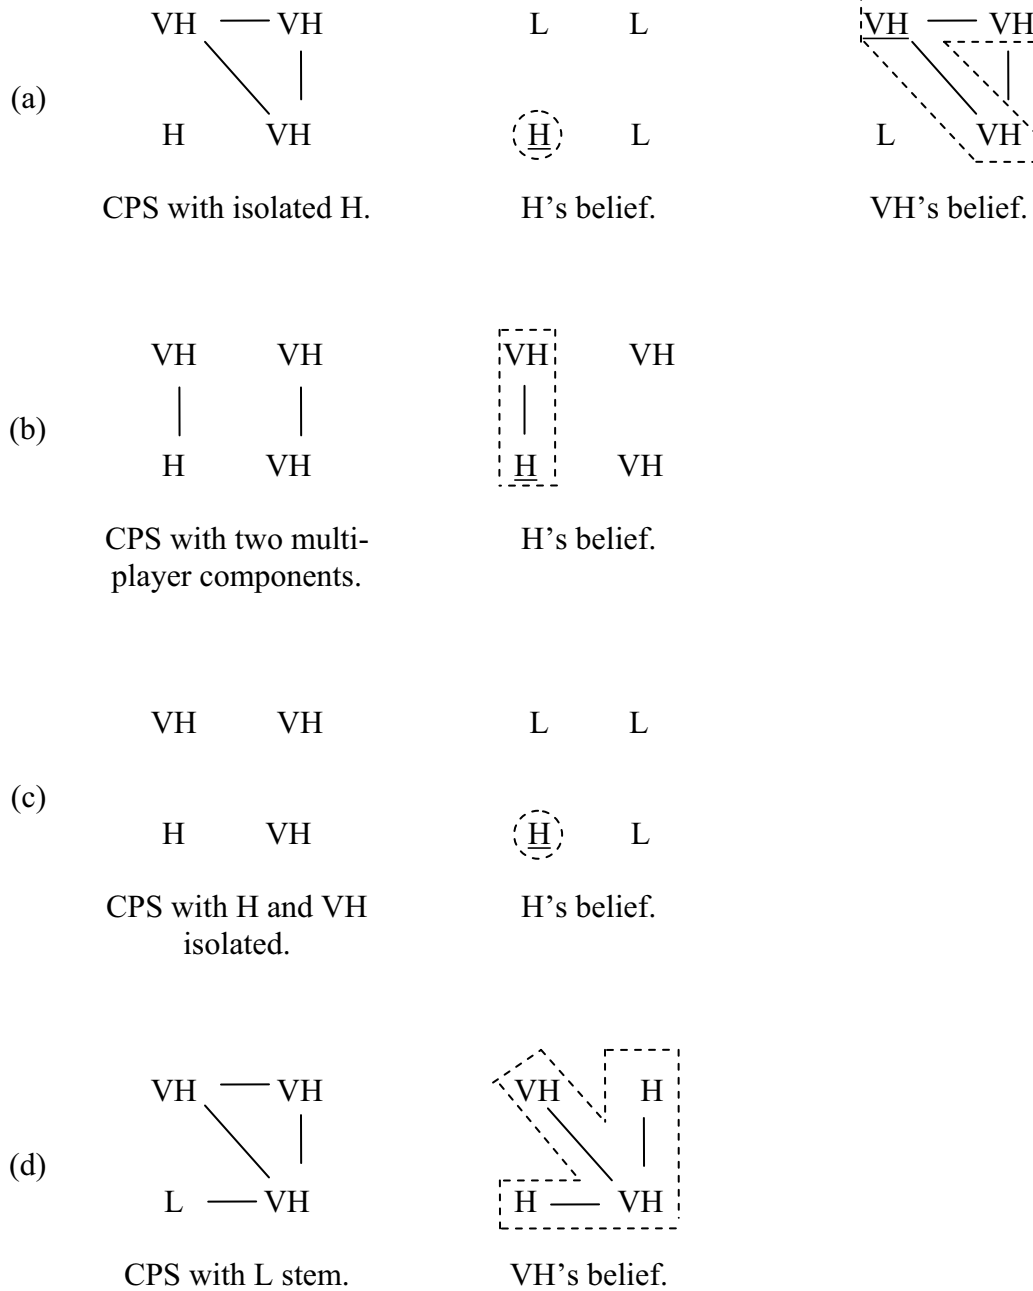 VH VH L L VH VH
(a)
H VH H L L VH
CPS with isolated H. H's belief. VH's belief.
VH VH VH VH
(b)
H VH H VH
CPS with two multi- H's belief.
player components.
VH VH L L
(c)
H VH H L
CPS with H and VH H's belief.
isolated.
VH VH VH H
(d)
L VH H VH
CPS with L stem. VH's belief.